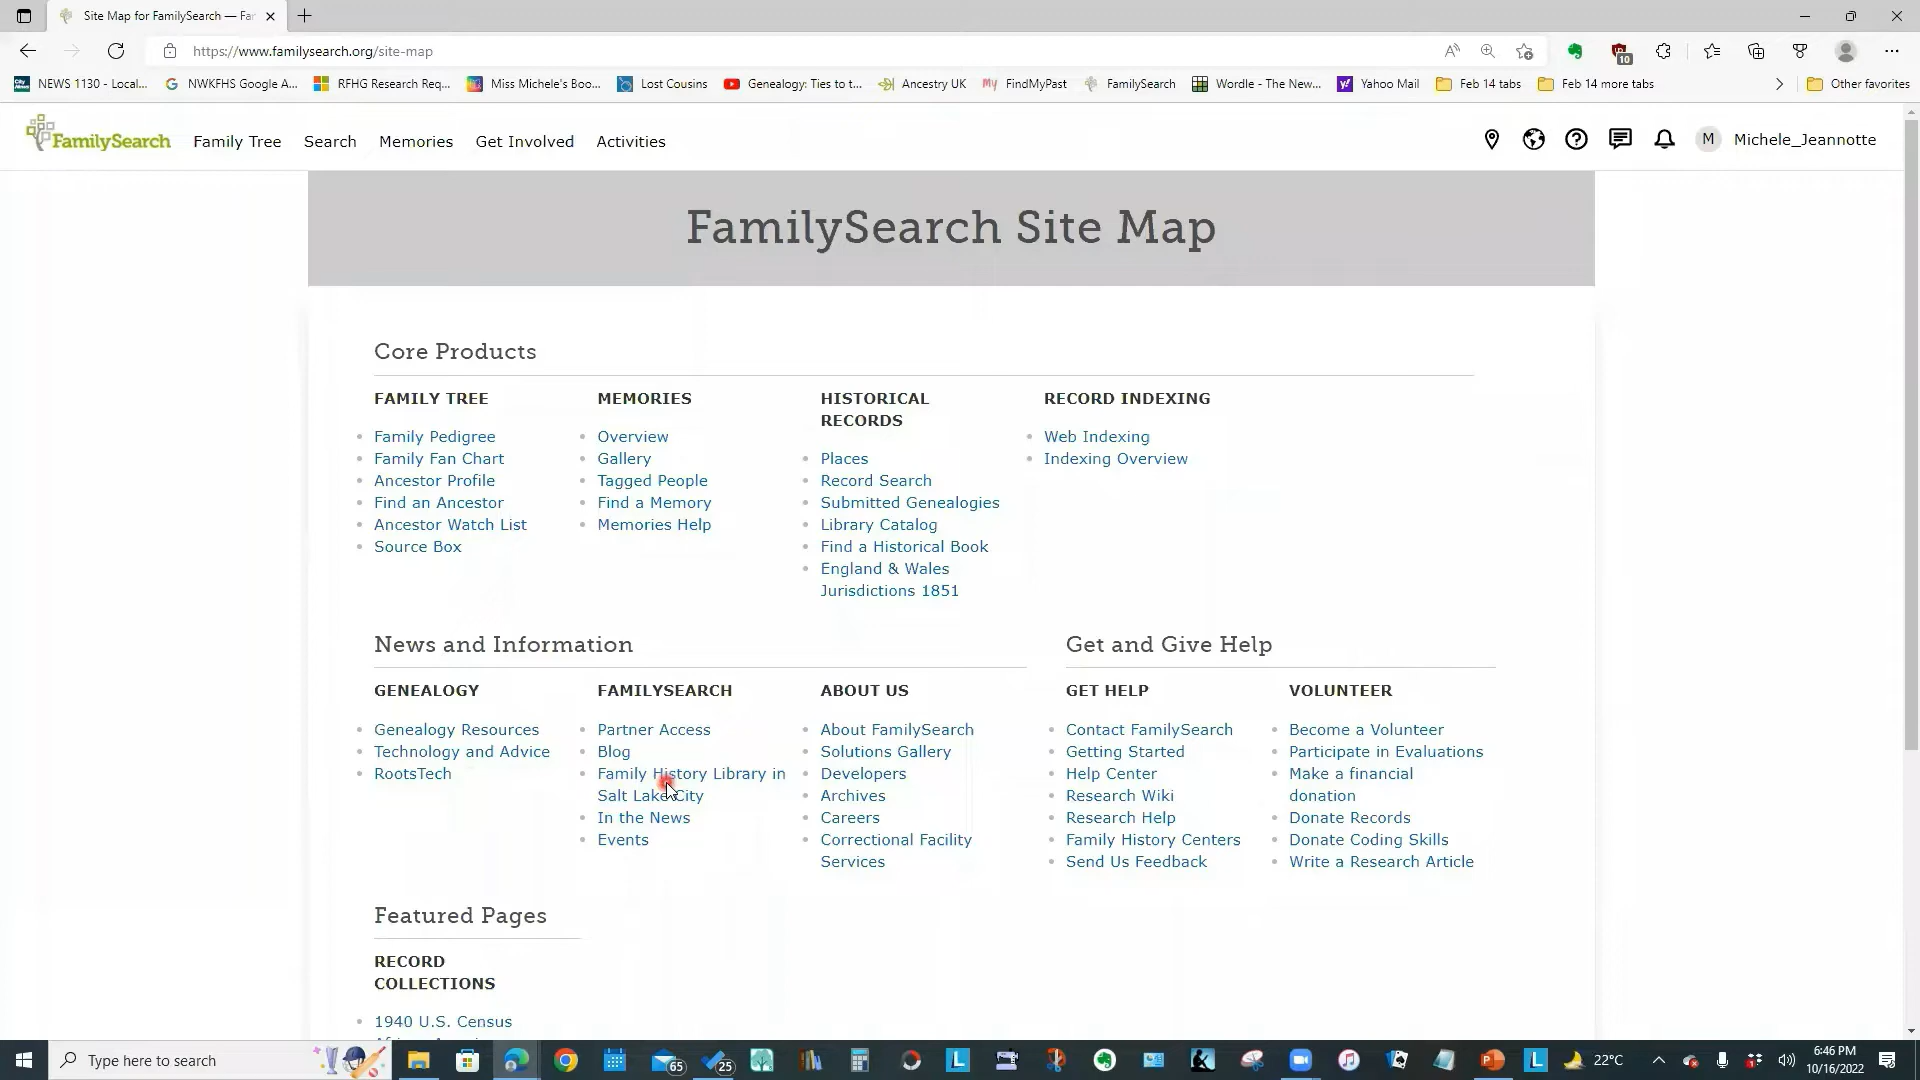 Site Map for FamilySearch — Far
https://www.familysearch.org/site-map
10
NEWS 1130 - Local...
NWKFHS Google A...
RFHG Research Req...
Miss Michele's Boo...
Lost Cousins
Genealogy: Ties to t...
Ancestry UK
FindMyPast
FamilySearch
Wordle - The New...
Yahoo Mail
Feb 14 tabs
Feb 14 more tabs
Other favorites
FamilySearch
Family Tree
Search
Memories
Get Involved
Activities
M
Michele_Jeannotte
FamilySearch Site Map
Core Products
FAMILY TREE
Family Pedigree
Family Fan Chart
Ancestor Profile
Find an Ancestor
Ancestor Watch List
Source Box
MEMORIES
Overview
Gallery
Tagged People
Find a Memory
Memories Help
HISTORICAL
RECORDS
Places
Record Search
Submitted Genealogies
Library Catalog
Find a Historical Book
England & Wales
Jurisdictions 1851
RECORD INDEXING
Web Indexing
Indexing Overview
News and Information
GENEALOGY
Genealogy Resources
Technology and Advice
RootsTech
FAMILYSEARCH
Partner Access
Blog
Family History Library in
Salt Lake City
In the News
Events
ABOUT US
About FamilySearch
Solutions Gallery
Developers
Archives
Careers
Correctional Facility
Services
Get and Give Help
GET HELP
Contact FamilySearch
Getting Started
Help Center
Research Wiki
Research Help
Family History Centers
Send Us Feedback
VOLUNTEER
Become a Volunteer
Participate in Evaluations
Make a financial
donation
Donate Records
Donate Coding Skills
Write a Research Article
Featured Pages
RECORD
COLLECTIONS
1940 U.S. Census
Type here to search
65
25
22°C
6:46 PM
10/16/2022